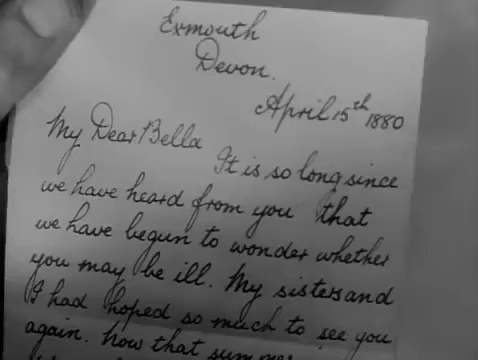 Exmouth
Devon.
April 15th 1880
My Dear Bella It is so long since
we have heard from you that
we have begun to wonder whether
you may be ill. My sisters and
I had hoped so much to see you
again. Now that summer